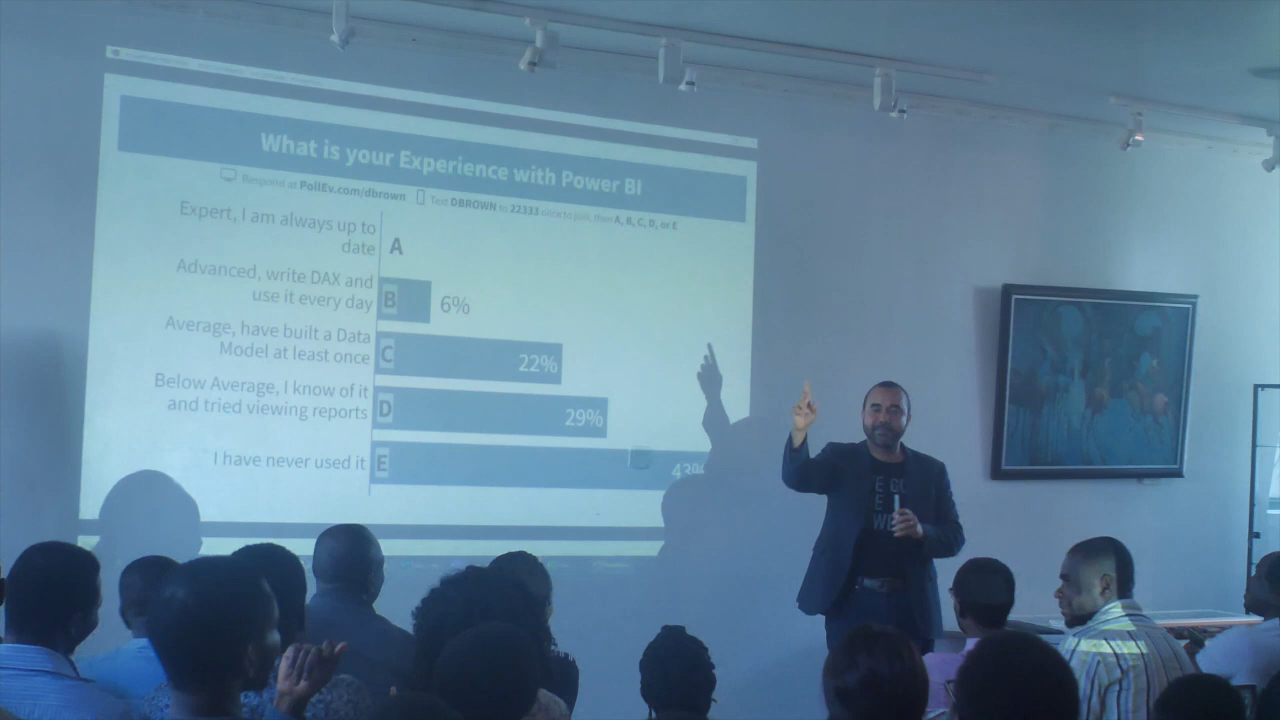 What is your Experience with Power BI
Respond at PollEv.com/dbrown Text DBROWN to 22333 once to join, then A, B, C, D, or E
Expert, I am always up to
date A
Advanced, write DAX and
use it every day B 6%
Average, have built a Data
Model at least once C 22%
Below Average, I know of it
and tried viewing reports D 29%
I have never used it E 43%